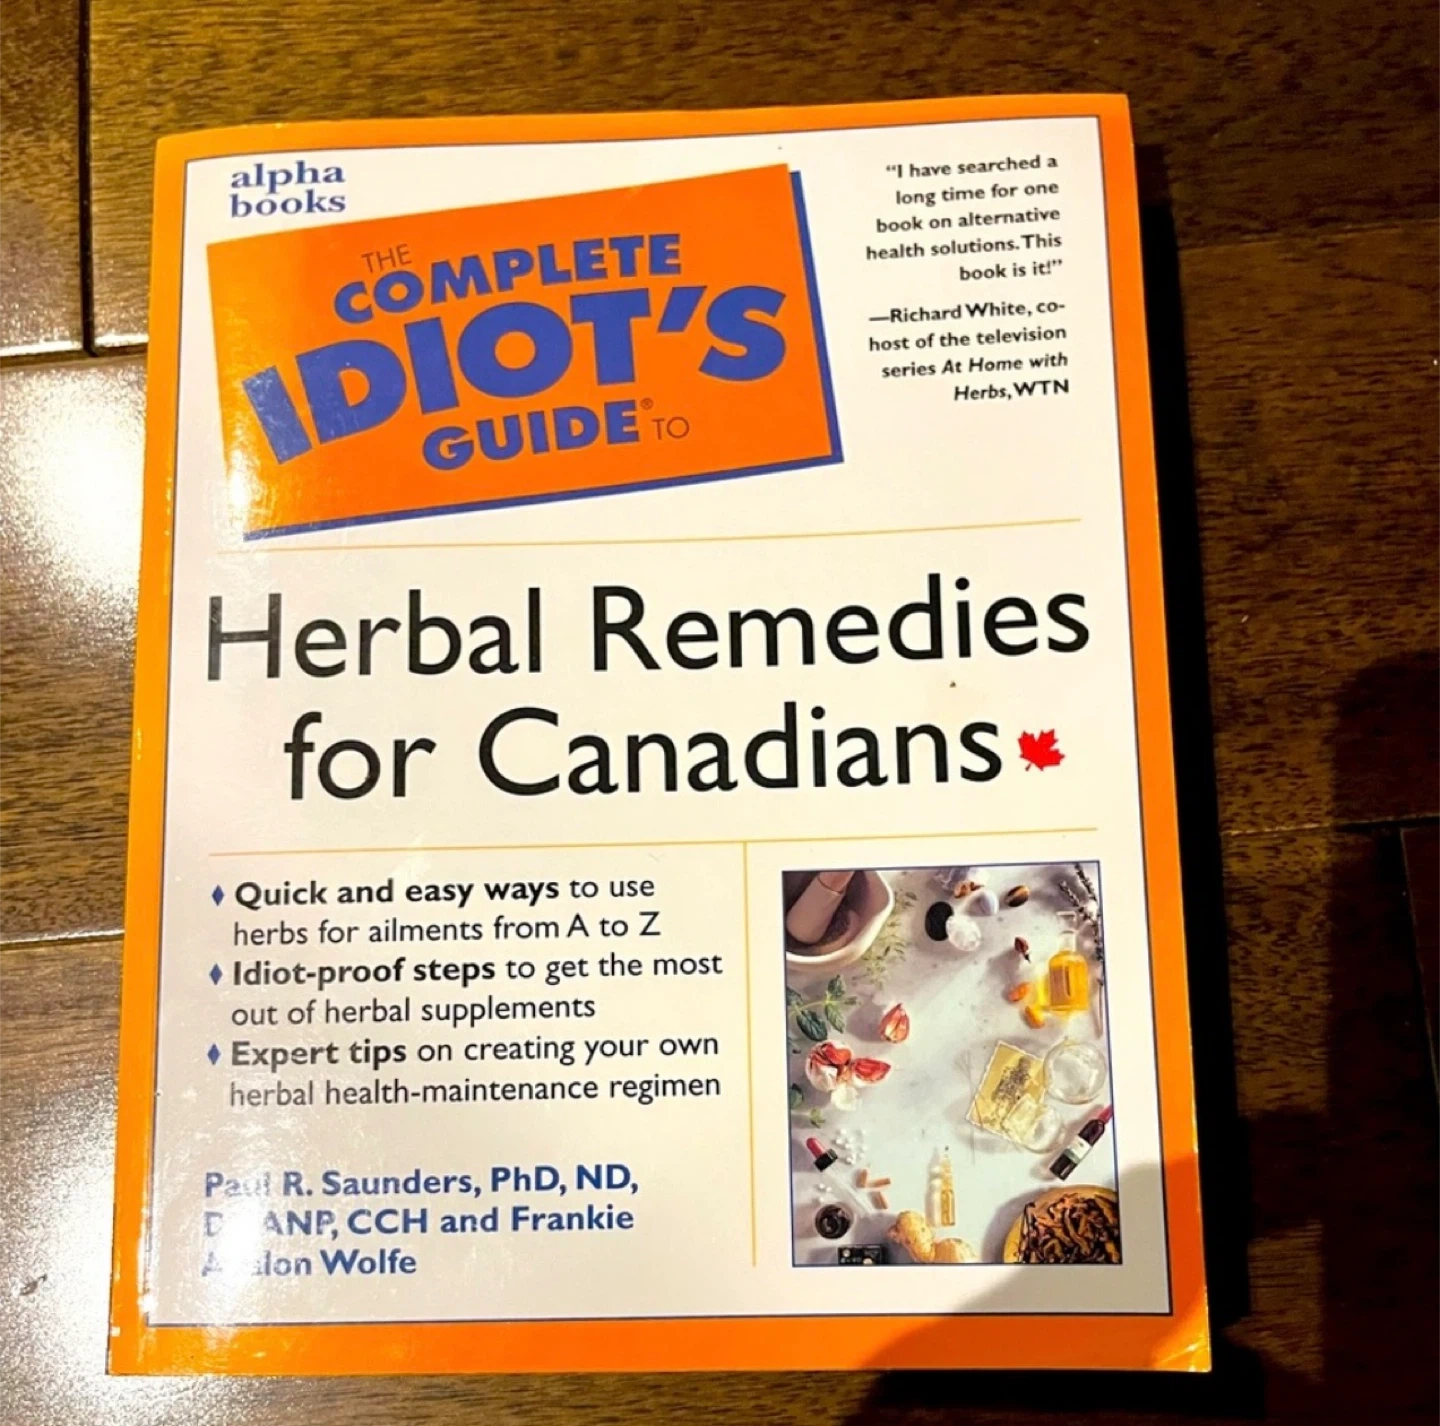 alpha
books
THE
COMPLETE
IDIOT'S
GUIDE® TO
“I have searched a
long time for one
book on alternative
health solutions. This
book is it!”
—Richard White, co-
host of the television
series At Home with
Herbs, WTN
Herbal Remedies
for Canadians
♦ Quick and easy ways to use
herbs for ailments from A to Z
♦ Idiot-proof steps to get the most
out of herbal supplements
♦ Expert tips on creating your own
herbal health-maintenance regimen
Paul R. Saunders, PhD, ND,
CCH and Frankie
Wolfe